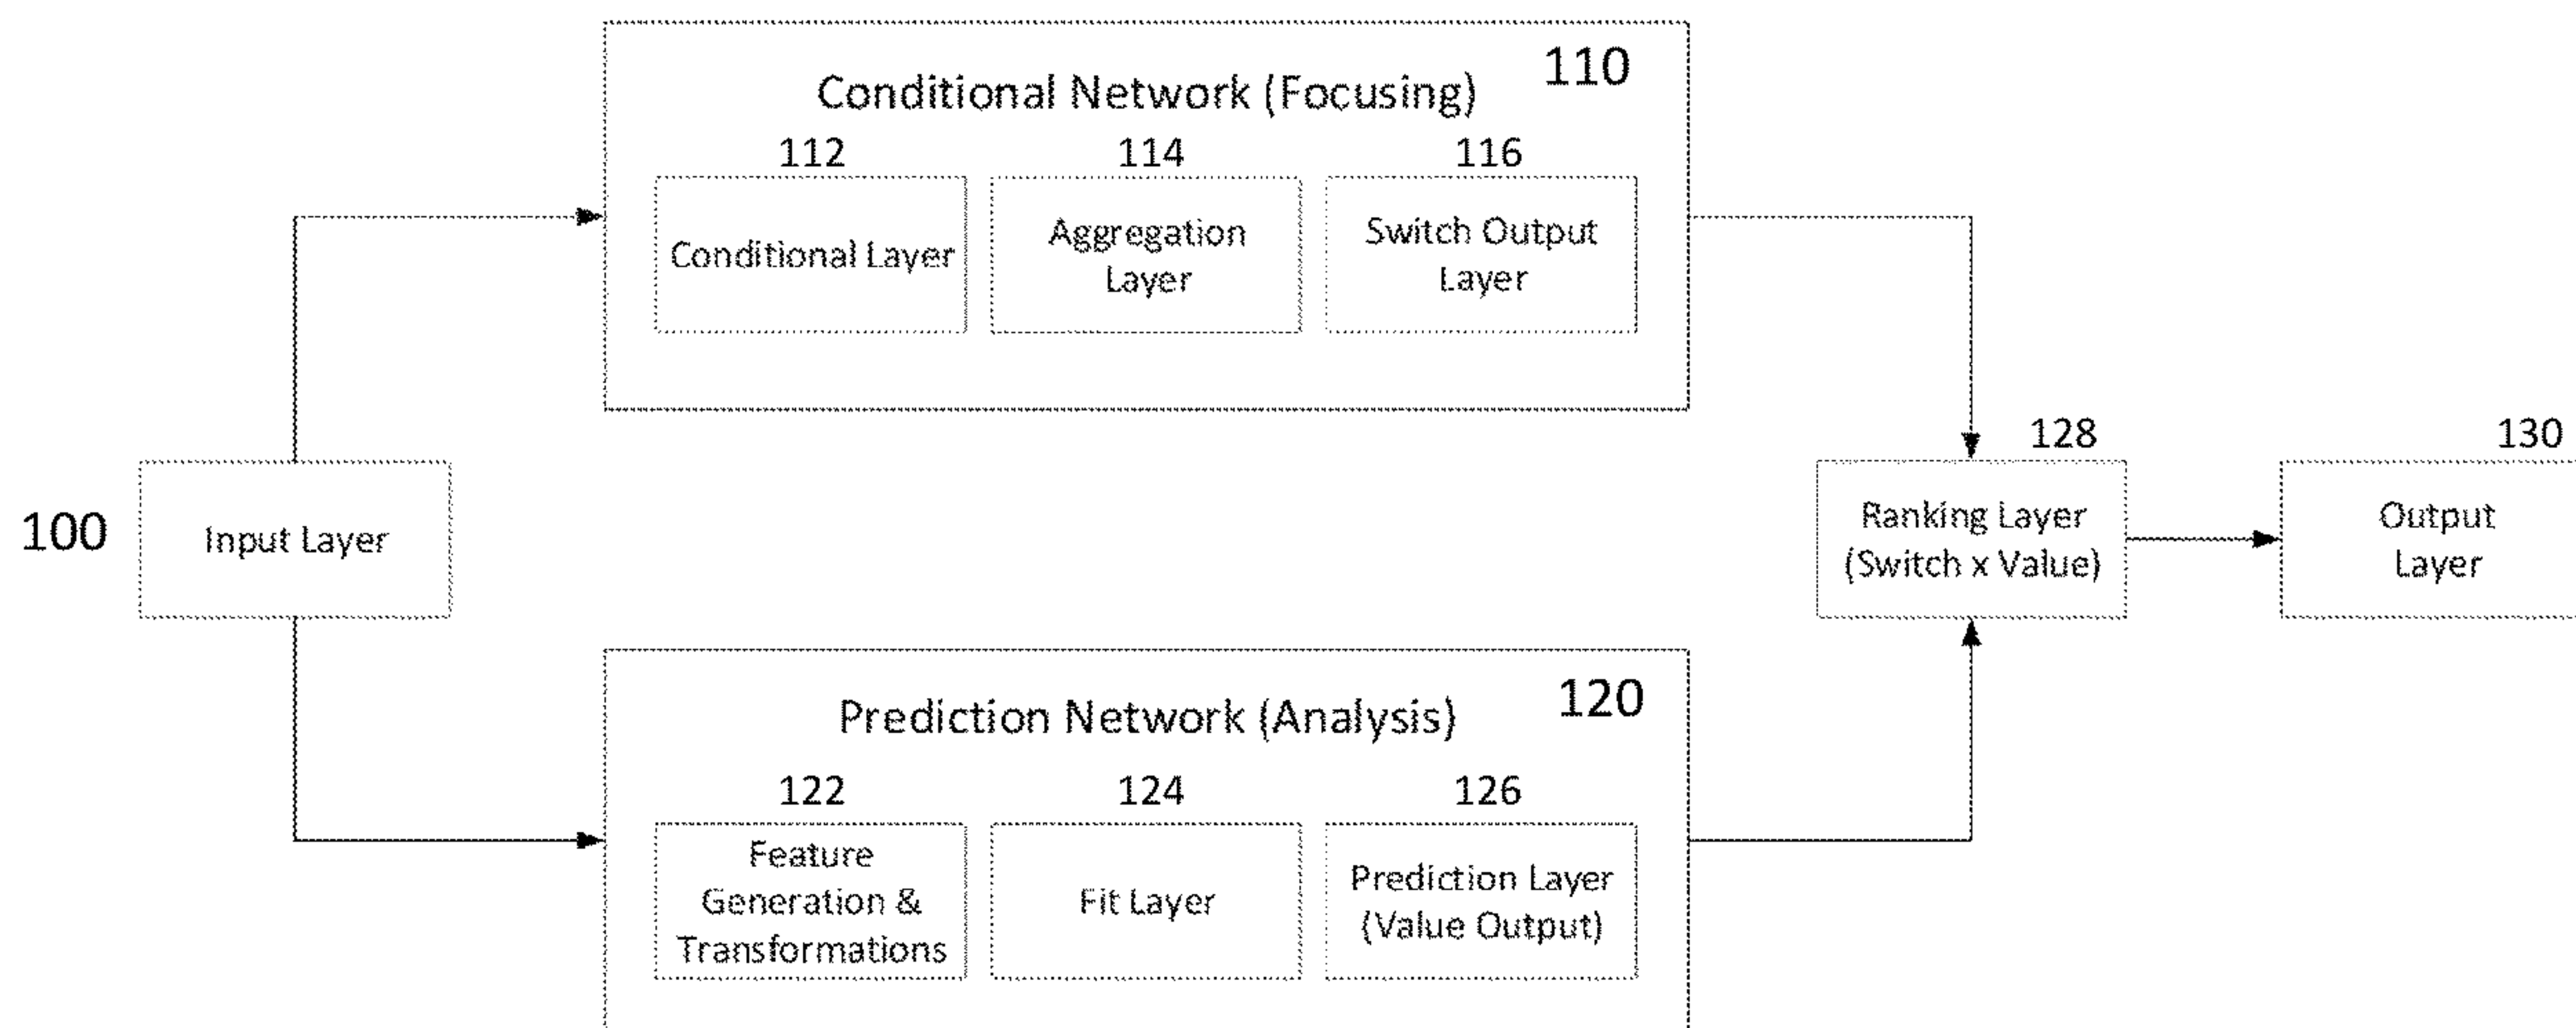 110
Conditional Network (Focusing)
112
114
116
Conditional Layer
Aggregation
Layer
Switch Output
Layer
100
Input Layer
128
Ranking Layer
(Switch x Value)
130
Output
Layer
120
Prediction Network (Analysis)
122
124
126
Feature
Generation &
Transformations
Fit Layer
Prediction Layer
(Value Output)